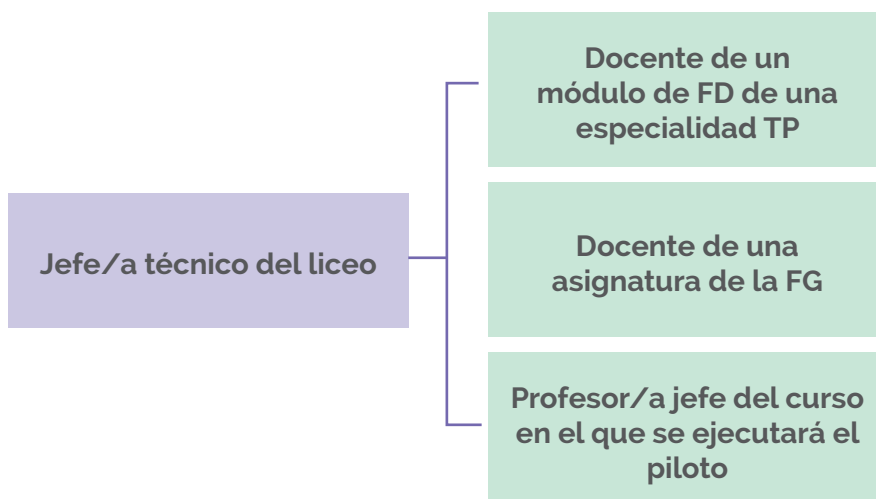 Docente de un
módulo de FD de una
especialidad TP
Jefe/a técnico del liceo
Docente de una
asignatura de la FG
Profesor/a jefe del curso
en el que se ejecutará el
piloto